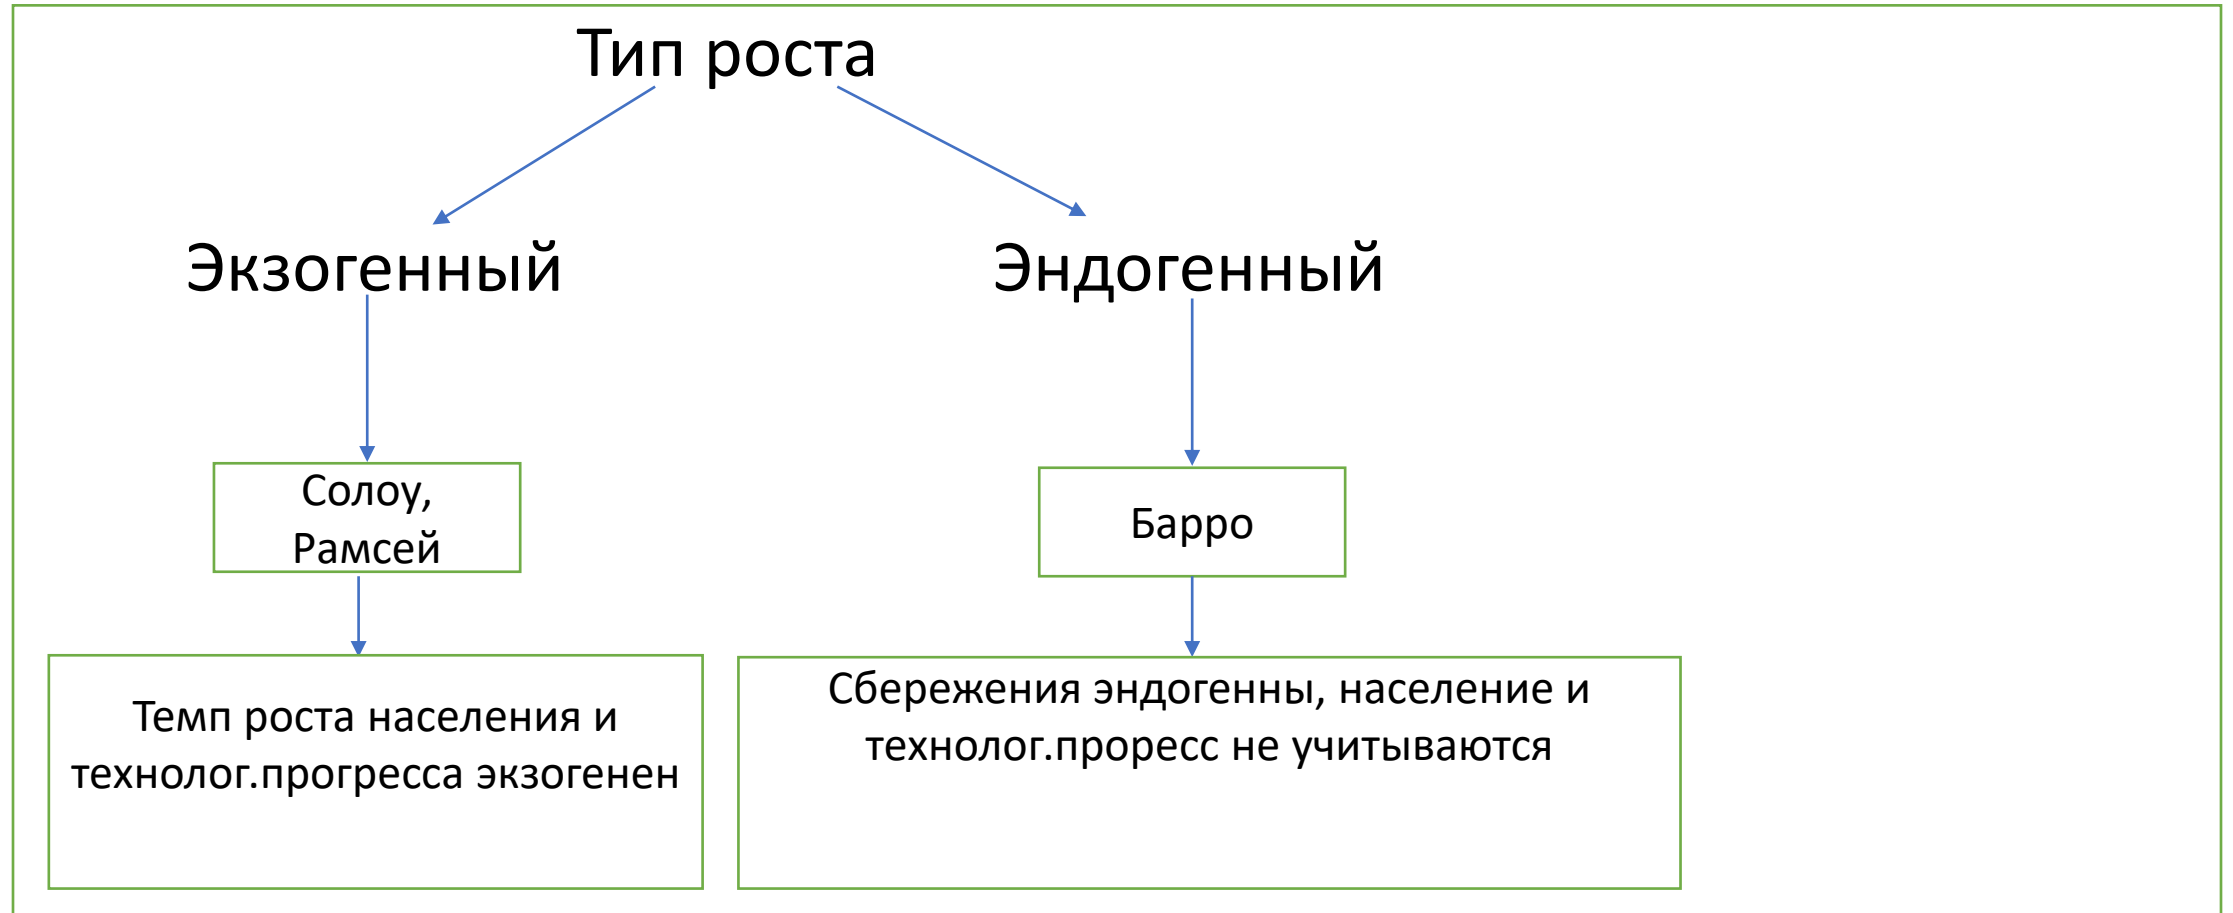 Тип роста
Экзогенный
Эндогенный
Солоу,
Рамсей
Барро
Темп роста населения и
технолог.прогресса экзогенен
Сбережения эндогенны, население и
технолог.проресс не учитываются